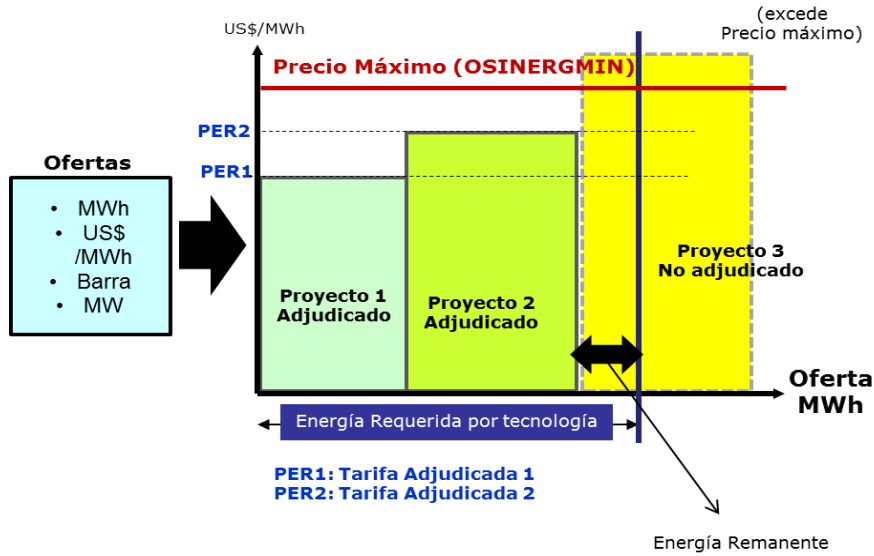 (excede
Precio máximo)
US$/MWh
Precio Máximo (OSINERGMIN)
PER2
PER1
Ofertas
• MWh
• US$
/MWh
• Barra
• MW
Proyecto 1
Adjudicado
Proyecto 2
Adjudicado
Proyecto 3
No adjudicado
Oferta
MWh
Energía Requerida por tecnología
PER1: Tarifa Adjudicada 1
PER2: Tarifa Adjudicada 2
Energía Remanente